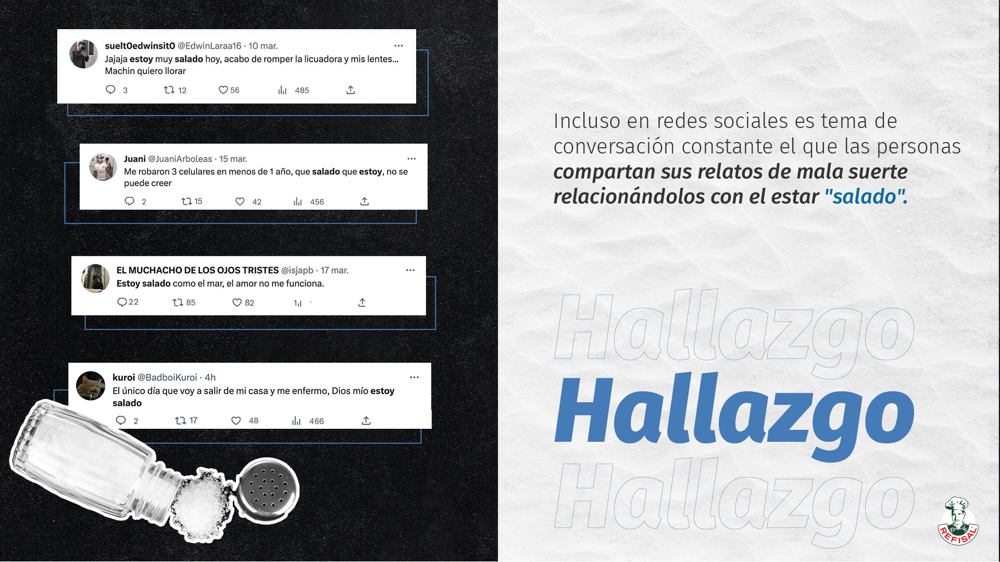 suelt0edwinsit0 @EdwinLaraa16 · 10 mar.
Jajaja estoy muy salado hoy, acabo de romper la licuadora y mis lentes...
Machin quiero llorar
3 12 56 485
Juani @JuaniArboleas · 15 mar.
Me robaron 3 celulares en menos de 1 año, que salado que estoy, no se
puede creer
2 15 42 456
EL MUCHACHO DE LOS OJOS TRISTES @isjapb · 17 mar.
Estoy salado como el mar, el amor no me funciona.
22 85 82
kuroi @BadboiKuroi · 4h
El único día que voy a salir de mi casa y me enfermo, Dios mío estoy
salado
2 17 48 466
Incluso en redes sociales es tema de
conversación constante el que las personas
compartan sus relatos de mala suerte
relacionándolos con el estar "salado".
Hallazgo
Hallazgo
Hallazgo
REFISAL